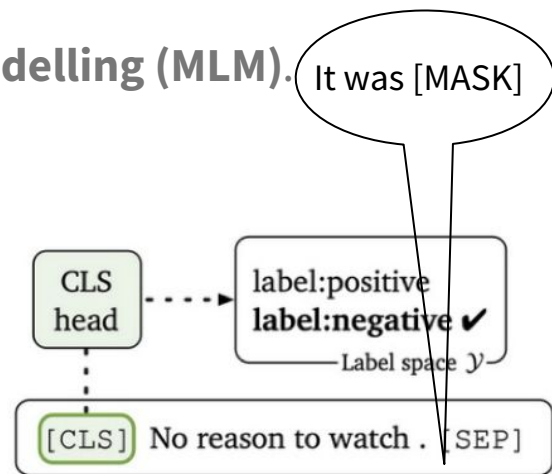 delling (MLM).
It was [MASK]
CLS
head
label:positive
label:negative ✔
Label space 𝒴
[CLS] No reason to watch . [SEP]